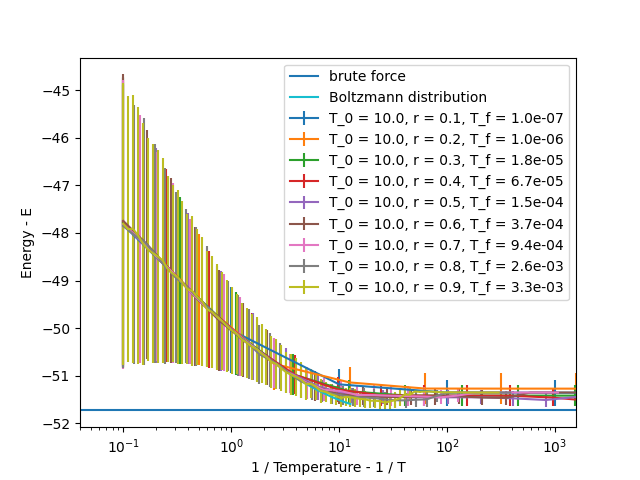 −45
−46
−47
−48
−49
−50
−51
−52
Energy - E
brute force
Boltzmann distribution
T_0 = 10.0, r = 0.1, T_f = 1.0e-07
T_0 = 10.0, r = 0.2, T_f = 1.0e-06
T_0 = 10.0, r = 0.3, T_f = 1.8e-05
T_0 = 10.0, r = 0.4, T_f = 6.7e-05
T_0 = 10.0, r = 0.5, T_f = 1.5e-04
T_0 = 10.0, r = 0.6, T_f = 3.7e-04
T_0 = 10.0, r = 0.7, T_f = 9.4e-04
T_0 = 10.0, r = 0.8, T_f = 2.6e-03
T_0 = 10.0, r = 0.9, T_f = 3.3e-03
10⁻¹ 10⁰ 10¹ 10² 10³
1 / Temperature - 1 / T